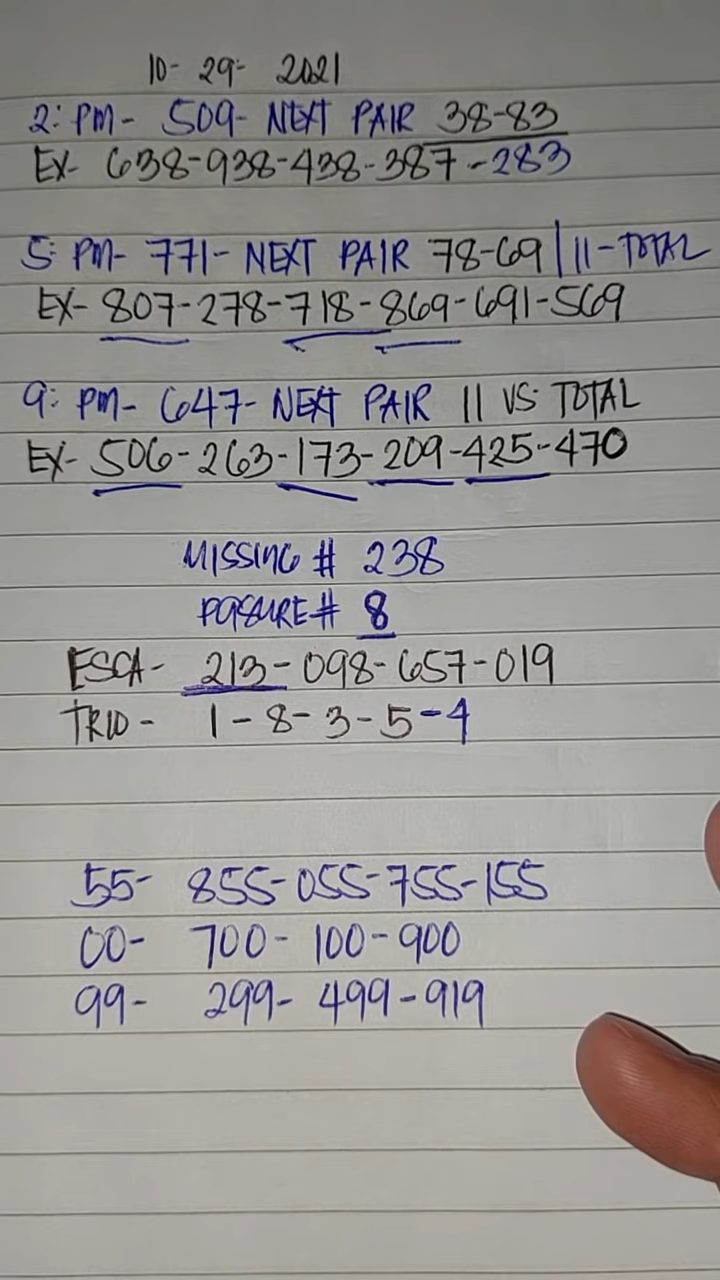 10- 29- 2021
2: PM- 509- NEXT PAIR 38-83
EX- 638-938-438-387-283
5: PM- 771- NEXT PAIR 78-69 | 11-TOTAL
EX- 807-278-718-869-691-569
9: PM- 647- NEXT PAIR 11 VS TOTAL
EX- 506-263-173-209-425-470
MISSING # 238
POSURE# 8
ESCA- 213-098-657-019
TRIO- 1-8-3-5-4
55- 855-055-755-155
00- 700-100-900
99- 299-499-919